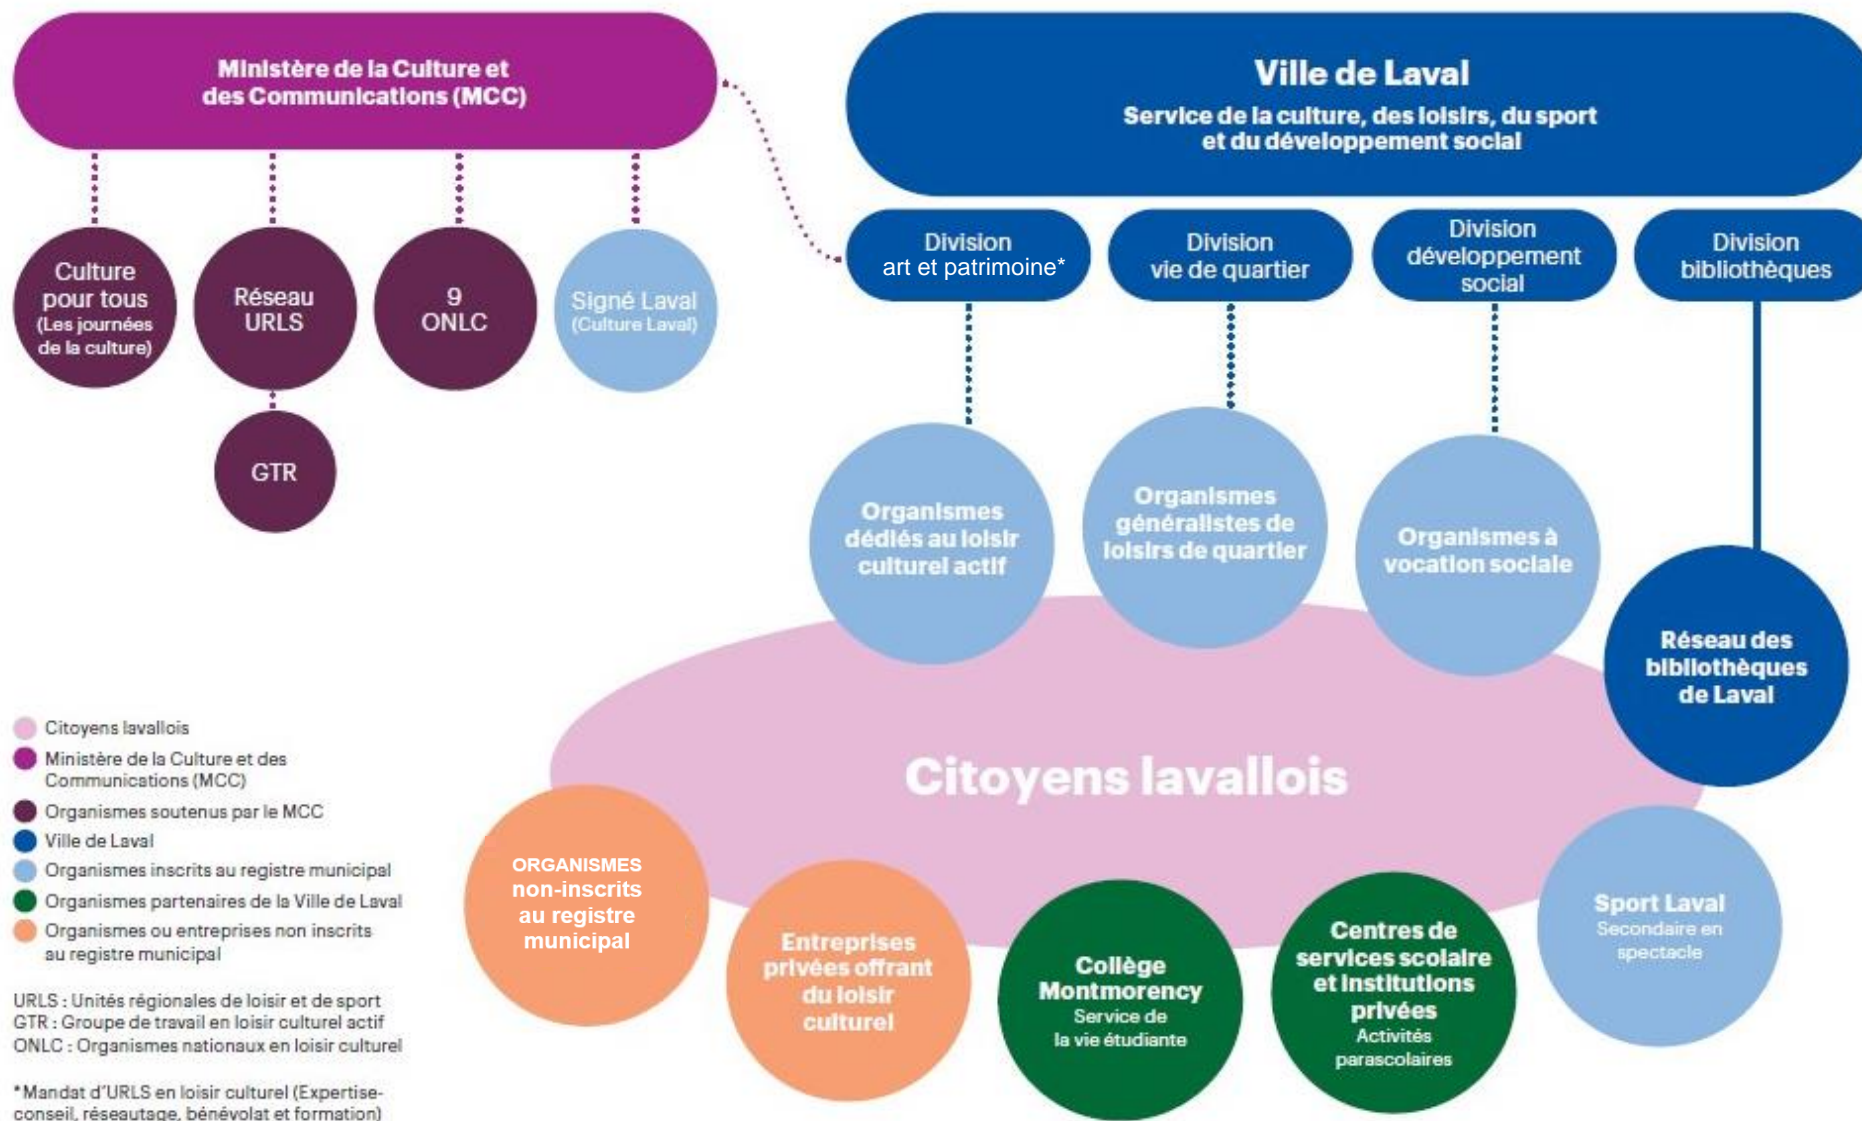 Ministère de la Culture et
des Communications (MCC)
Ville de Laval
Service de la culture, des loisirs, du sport
et du développement social
Culture
pour tous
(Les journées
de la culture)
Réseau
URLS
9
ONLC
Signé Laval
(Culture Laval)
GTR
Division
art et patrimoine*
Division
vie de quartier
Division
développement
social
Division
bibliothèques
Organismes
dédiés au loisir
culturel actif
Organismes
généralistes de
loisirs de quartier
Organismes à
vocation sociale
Réseau des
bibliothèques
de Laval
Citoyens lavallois
ORGANISMES
non-inscrits
au registre
municipal
Entreprises
privées offrant
du loisir
culturel
Collège
Montmorency
Service de
la vie étudiante
Centres de
services scolaire
et institutions
privées
Activités
parascolaires
Sport Laval
Secondaire en
spectacle
Citoyens lavallois
Ministère de la Culture et des
Communications (MCC)
Organismes soutenus par le MCC
Ville de Laval
Organismes inscrits au registre municipal
Organismes partenaires de la Ville de Laval
Organismes ou entreprises non inscrits
au registre municipal
URLS : Unités régionales de loisir et de sport
GTR : Groupe de travail en loisir culturel actif
ONLC : Organismes nationaux en loisir culturel
*Mandat d'URLS en loisir culturel (Expertise-
conseil, réseautage, bénévolat et formation)